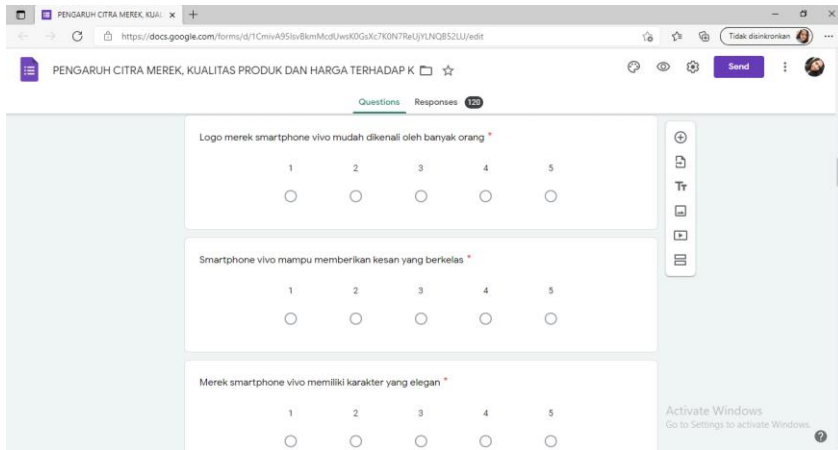 PENGARUH CITRA MEREK, KUAL
https://docs.google.com/forms/d/1CmivA95IsvBkmMcdUwsK0GsXc7K0N7ReUjYLNQB52LU/edit
Tidak disinkronkan
PENGARUH CITRA MEREK, KUALITAS PRODUK DAN HARGA TERHADAP K
Send
Questions Responses 120
Logo merek smartphone vivo mudah dikenali oleh banyak orang *
1 2 3 4 5
Smartphone vivo mampu memberikan kesan yang berkelas *
1 2 3 4 5
Merek smartphone vivo memiliki karakter yang elegan *
1 2 3 4 5
Tт
Activate Windows
Go to Settings to activate Windows.